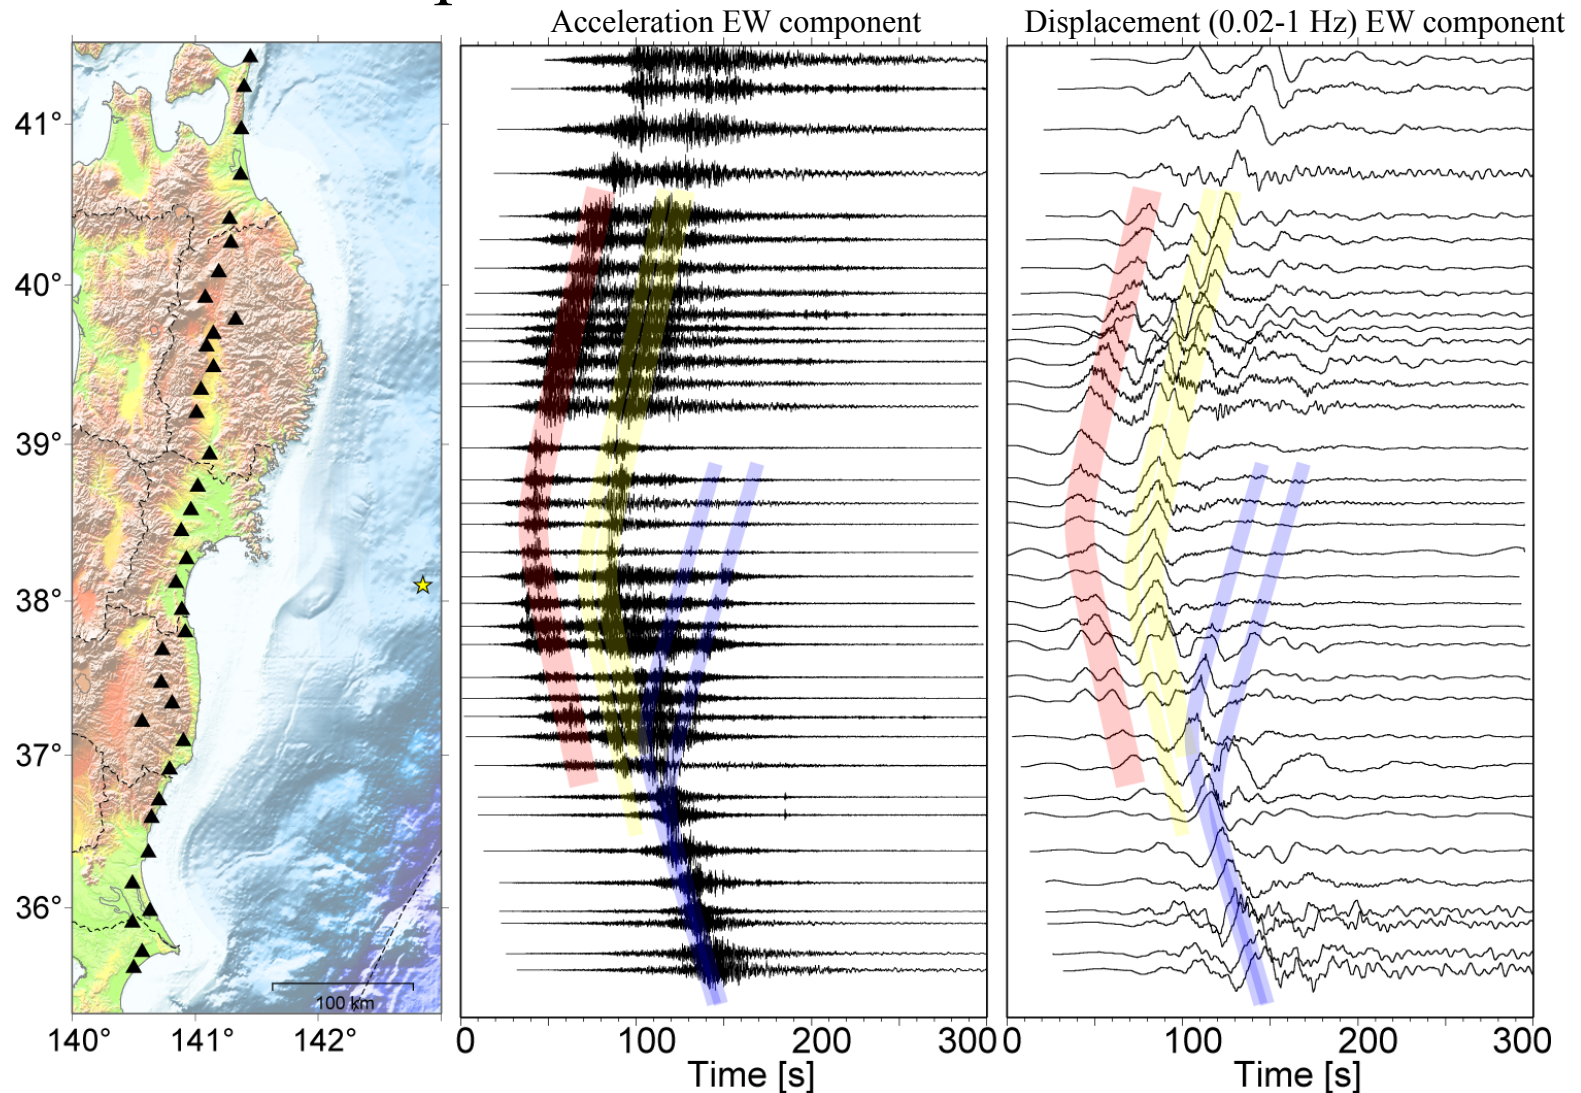 p
Acceleration EW component
Displacement (0.02-1 Hz) EW component
41°
40°
39°
38°
37°
36°
100 km
140° 141° 142°
0 100 200 300
Time [s]
0 100 200 300
Time [s]